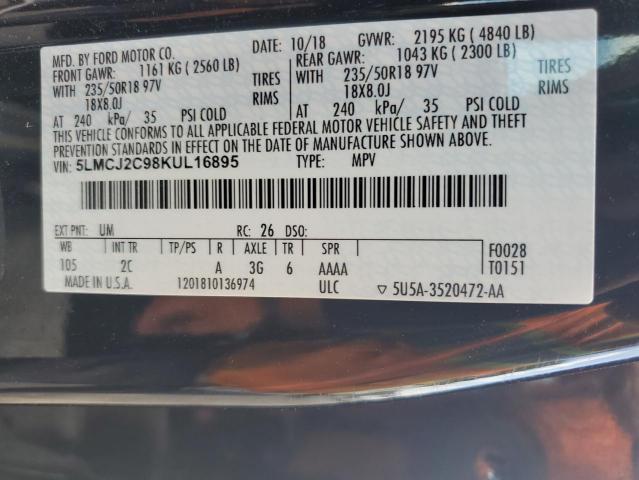 MFD. BY FORD MOTOR CO.
DATE: 10/18 GVWR: 2195 KG ( 4840 LB)
FRONT GAWR: 1161 KG ( 2560 LB) REAR GAWR: 1043 KG ( 2300 LB)
WITH 235/50R18 97V TIRES WITH 235/50R18 97V TIRES
18X8.0J RIMS 18X8.0J RIMS
AT 240 kPa/ 35 PSI COLD AT 240 kPa/ 35 PSI COLD
THIS VEHICLE CONFORMS TO ALL APPLICABLE FEDERAL MOTOR VEHICLE SAFETY AND THEFT
PREVENTION STANDARDS IN EFFECT ON THE DATE OF MANUFACTURE SHOWN ABOVE.
VIN: 5LMCJ2C98KUL16895 TYPE: MPV
EXT PNT: UM RC: 26 DSO:
WB INT TR TP/PS R AXLE TR SPR F0028
105 2C A 3G 6 AAAA T0151
MADE IN U.S.A. 1201810136974 ULC ▽ 5U5A-3520472-AA